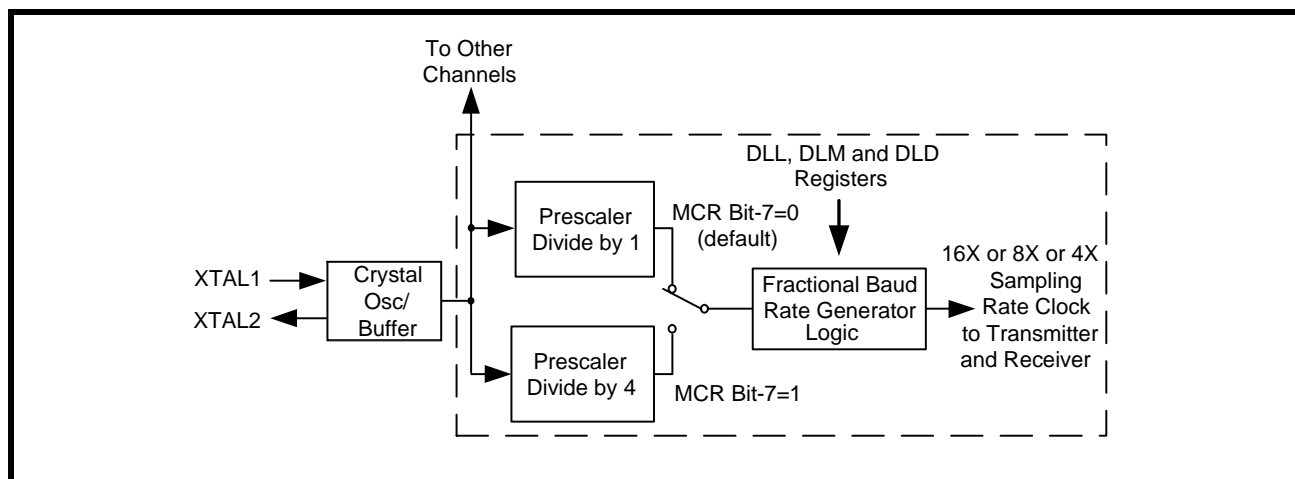 To Other
Channels
DLL, DLM and DLD
Registers
Prescaler
Divide by 1
MCR Bit-7=0
(default)
16X or 8X or 4X
Sampling
Rate Clock
to Transmitter
and Receiver
XTAL1
XTAL2
Crystal
Osc/
Buffer
Fractional Baud
Rate Generator
Logic
Prescaler
Divide by 4
MCR Bit-7=1